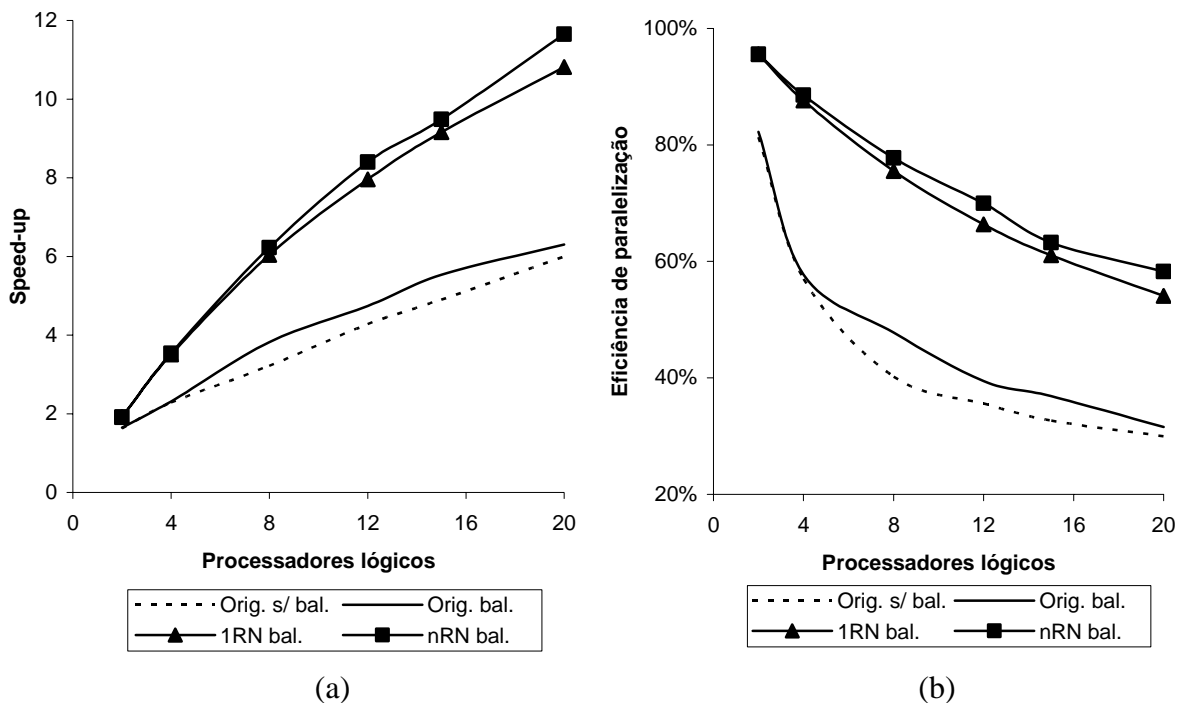 12
10
8
6
4
2
0
Speed-up
0 4 8 12 16 20
Processadores lógicos
Orig. s/ bal. Orig. bal.
1RN bal. nRN bal.
(a)
100%
80%
60%
40%
20%
Eficiência de paralelização
0 4 8 12 16 20
Processadores lógicos
Orig. s/ bal. Orig. bal.
1RN bal. nRN bal.
(b)